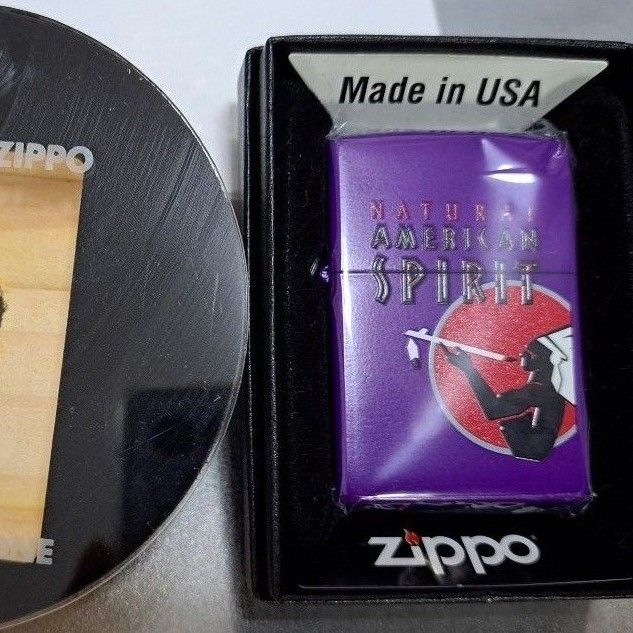 ZIPPO
Made in USA
NATURAL
AMERICAN
SPIRIT
zippo